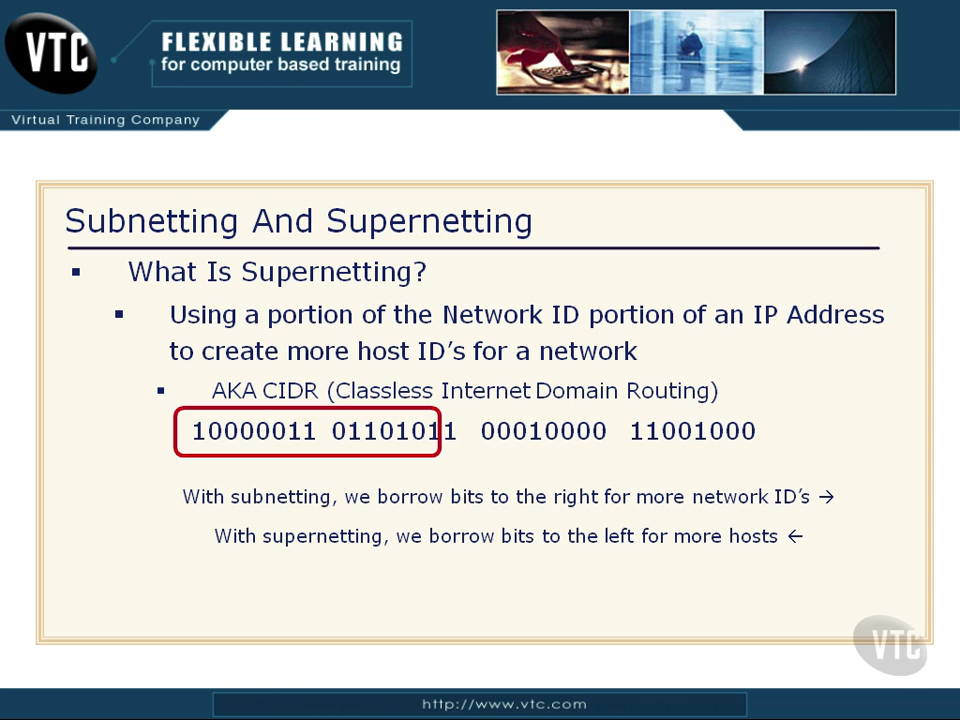 VTC
FLEXIBLE LEARNING
for computer based training
Virtual Training Company
Subnetting And Supernetting
▪ What Is Supernetting?
▪ Using a portion of the Network ID portion of an IP Address
to create more host ID’s for a network
▪ AKA CIDR (Classless Internet Domain Routing)
10000011 01101011 00010000 11001000
With subnetting, we borrow bits to the right for more network ID’s →
With supernetting, we borrow bits to the left for more hosts ←
VTC
http://www.vtc.com